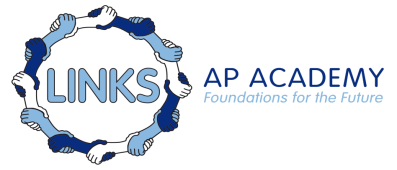 LINKS
AP ACADEMY
Foundations for the Future